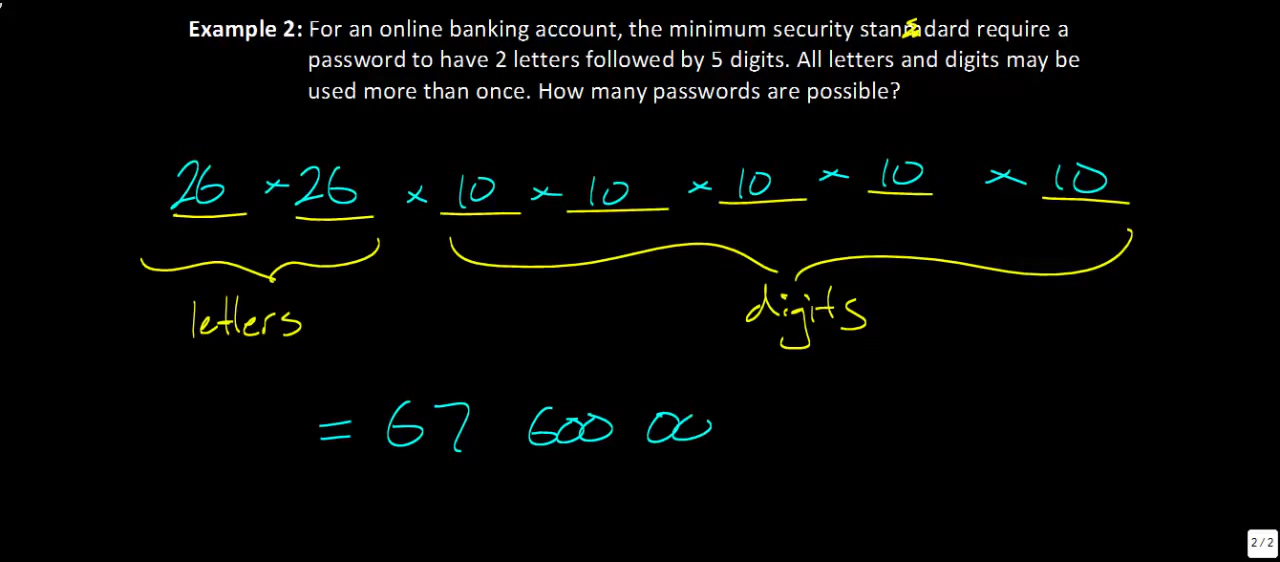 Example 2: For an online banking account, the minimum security standard require a
password to have 2 letters followed by 5 digits. All letters and digits may be
used more than once. How many passwords are possible?
26 × 26 × 10 × 10 × 10 × 10 × 10
letters digits
= 67 600 00
2/2